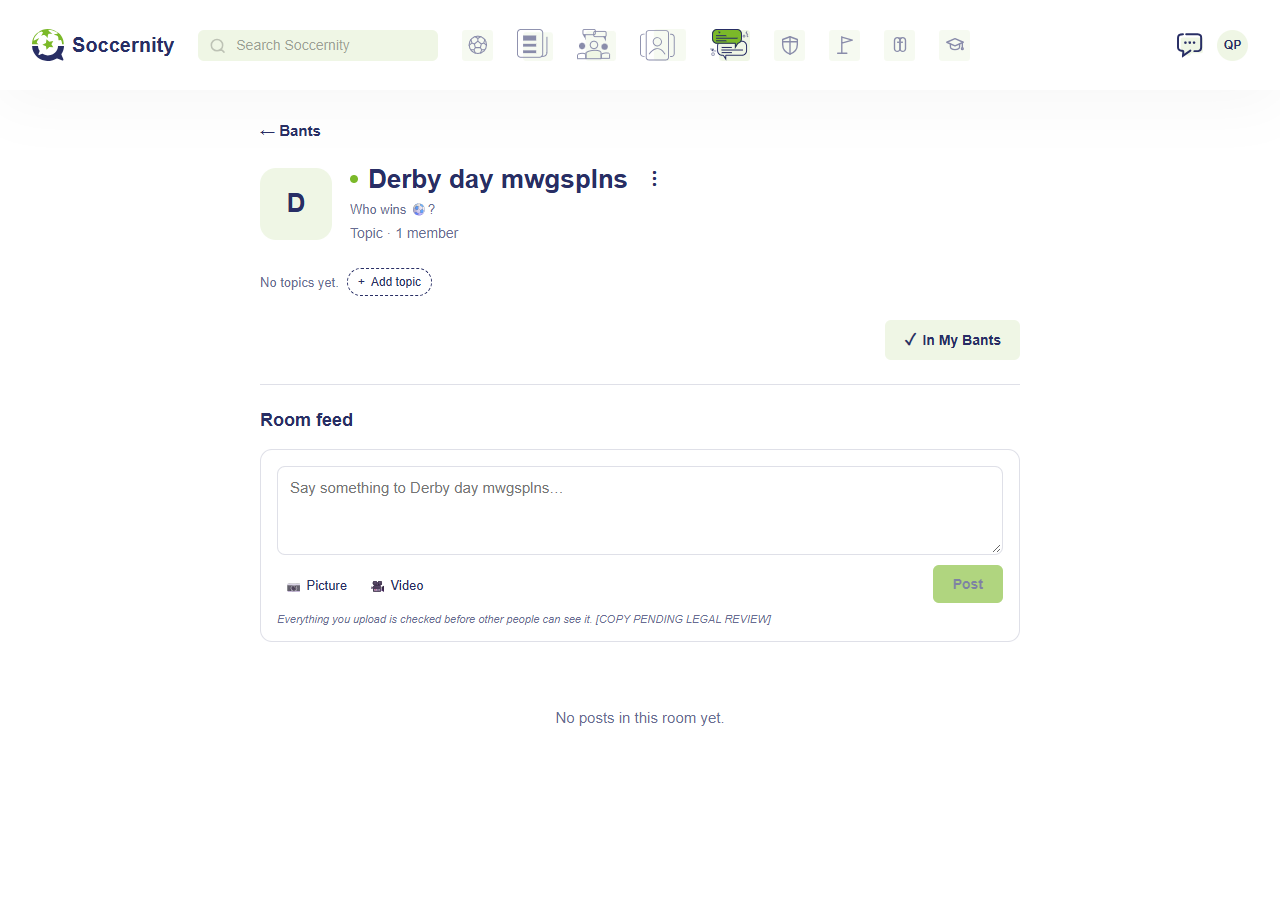 Soccernity
Search Soccernity
QP
← Bants
D
Derby day mwgsplns
Who wins 🌏?
Topic · 1 member
No topics yet.
+ Add topic
✓ In My Bants
Room feed
Say something to Derby day mwgsplns…
📷 Picture
🎥 Video
Post
Everything you upload is checked before other people can see it. [COPY PENDING LEGAL REVIEW]
No posts in this room yet.